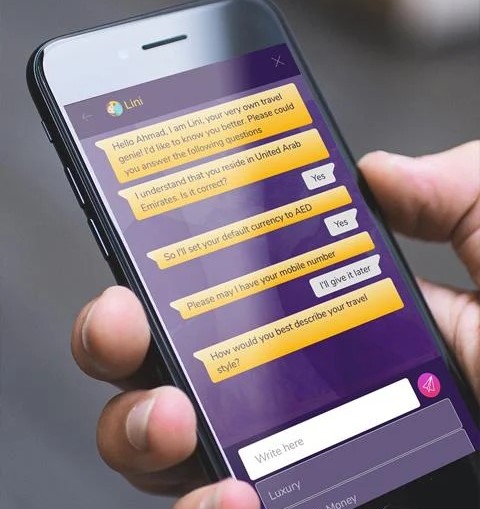 Lini
Hello Ahmad, I am Lini, your very own travel
genie! I'd like to know you better. Please could
you answer the following questions
I understand that you reside in United Arab
Emirates. Is it correct?
Yes
So I'll set your default currency to AED
Yes
Please may I have your mobile number
I'll give it later
How would you best describe your travel
style?
Write here
Luxury
Money